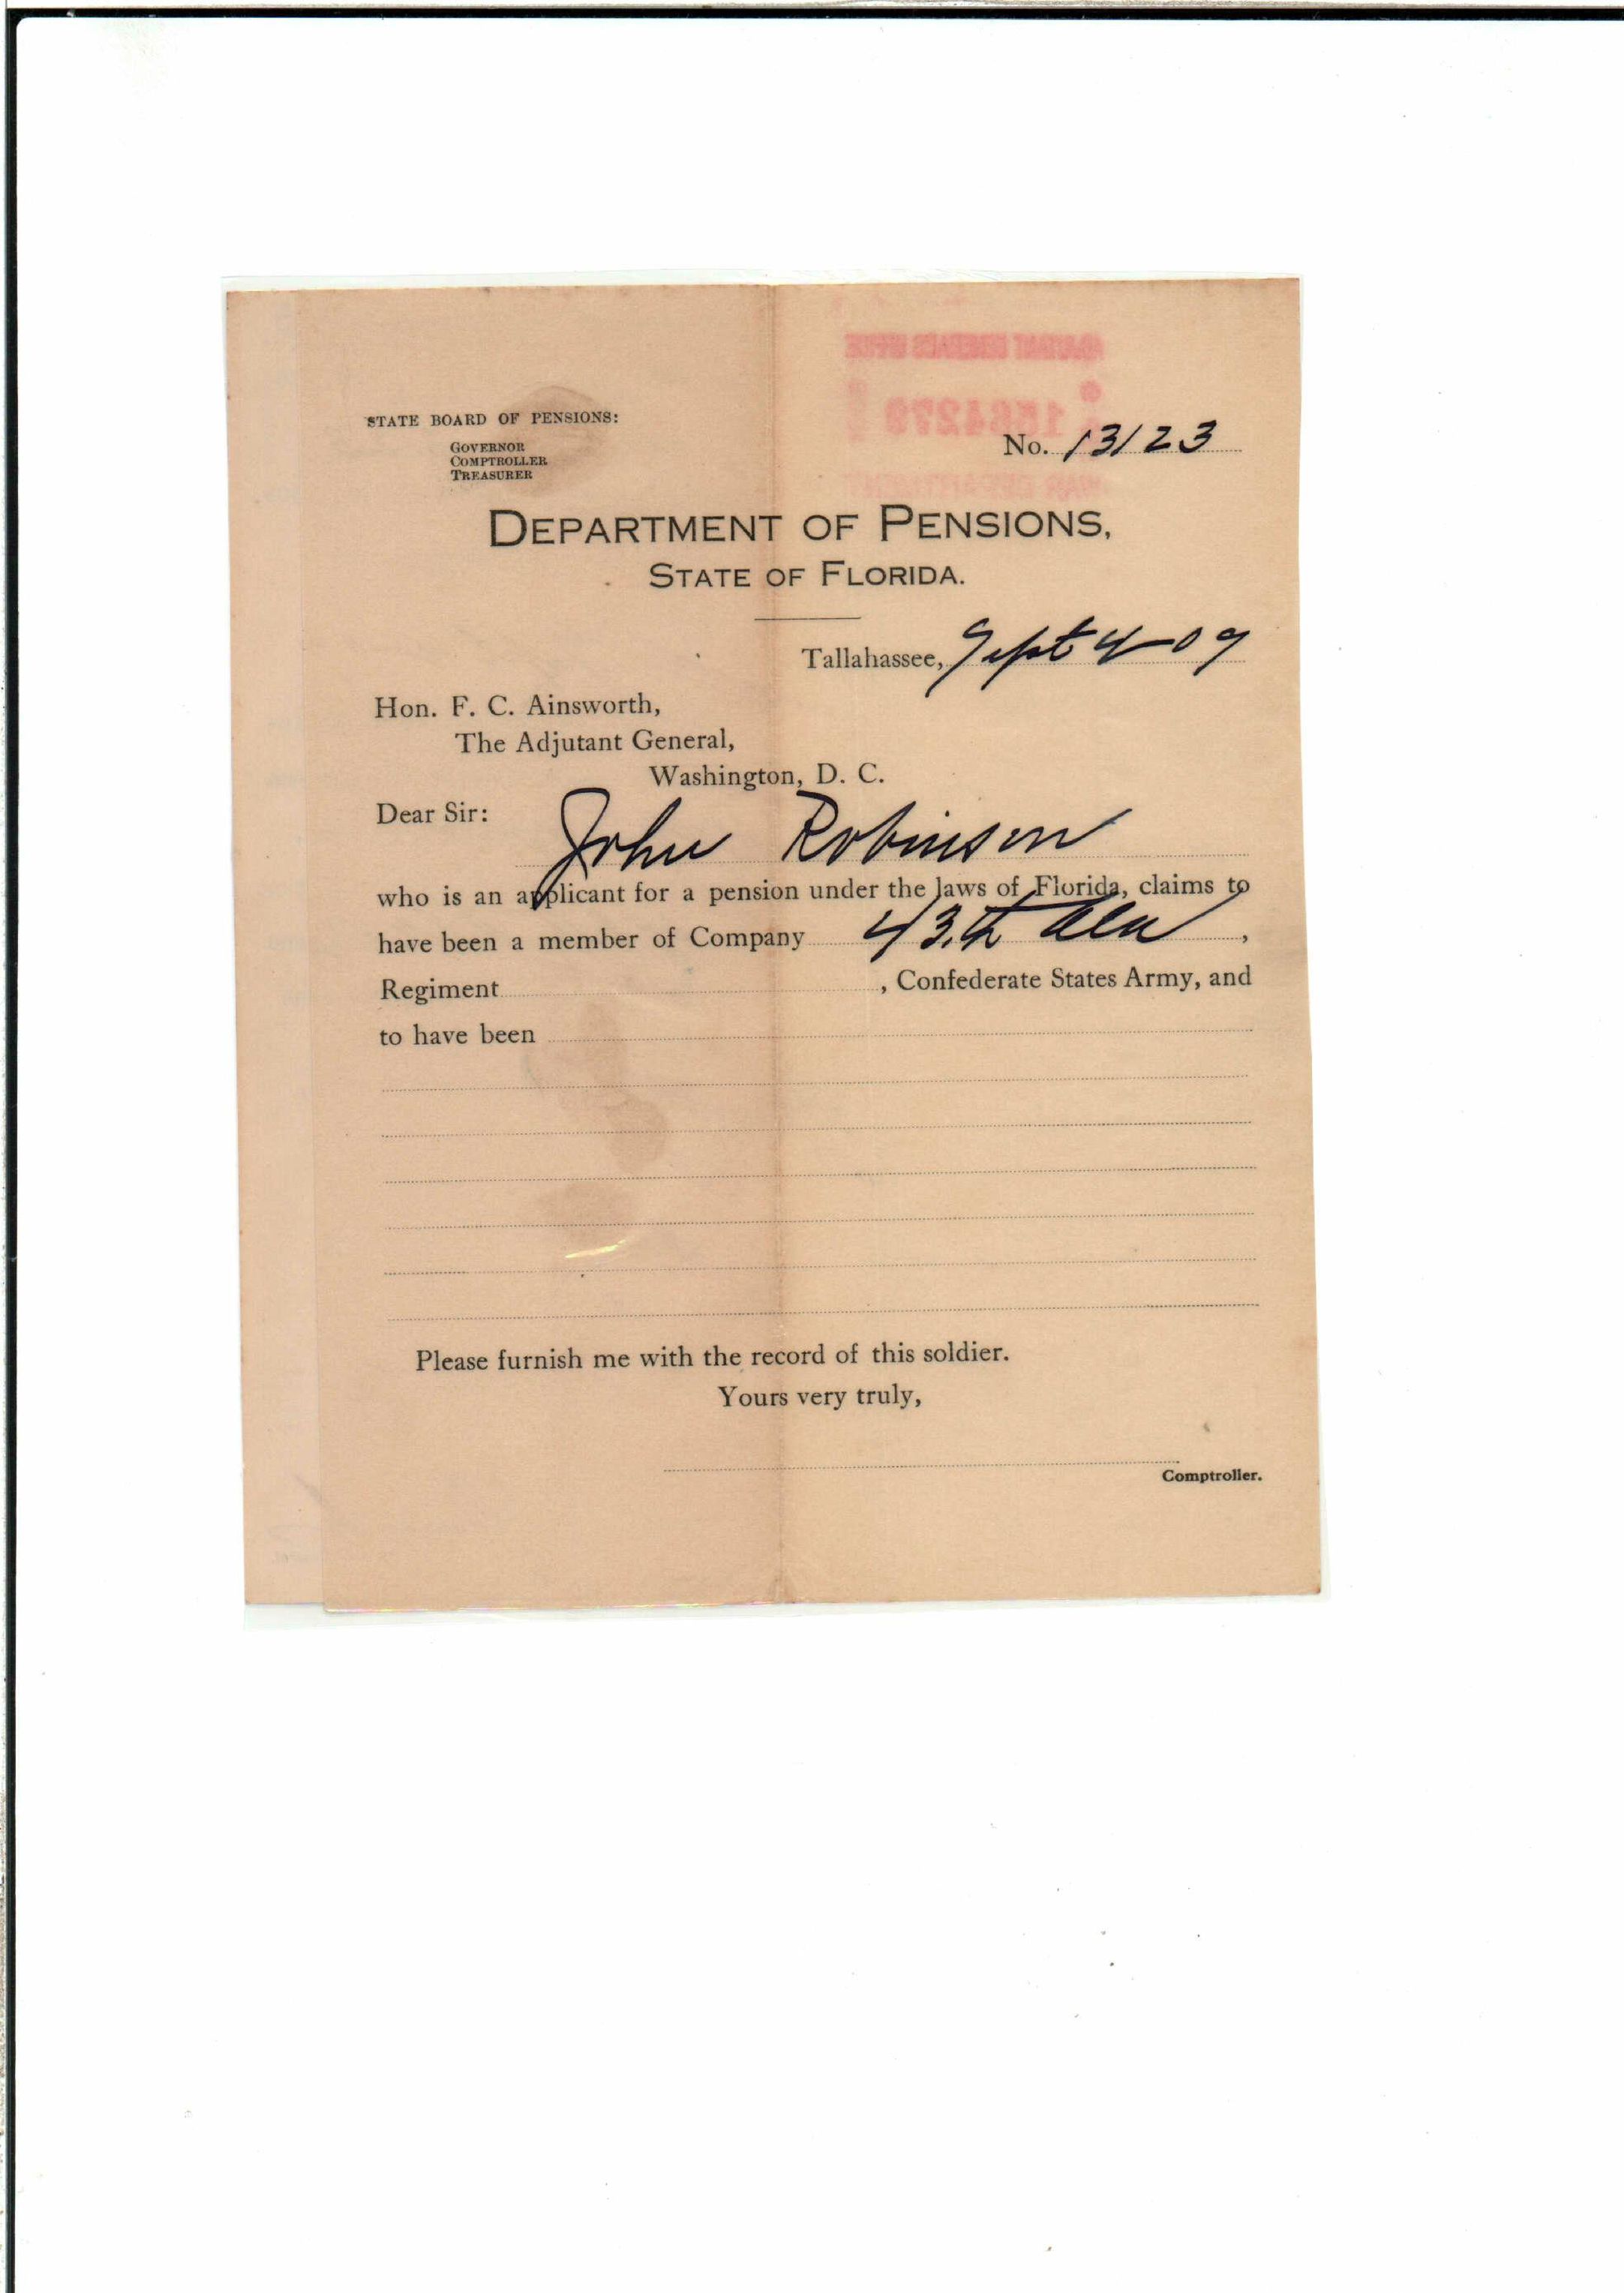 STATE BOARD OF PENSIONS:
GOVERNOR
COMPTROLLER
TREASURER
No. 13123
DEPARTMENT OF PENSIONS,
STATE OF FLORIDA.
Tallahassee, Sept 4-09
Hon. F. C. Ainsworth,
The Adjutant General,
Washington, D. C.
Dear Sir:
John Robinson
who is an applicant for a pension under the laws of Florida, claims to
have been a member of Company 43.th Ala,
Regiment , Confederate States Army, and
to have been
Please furnish me with the record of this soldier.
Yours very truly,
Comptroller.